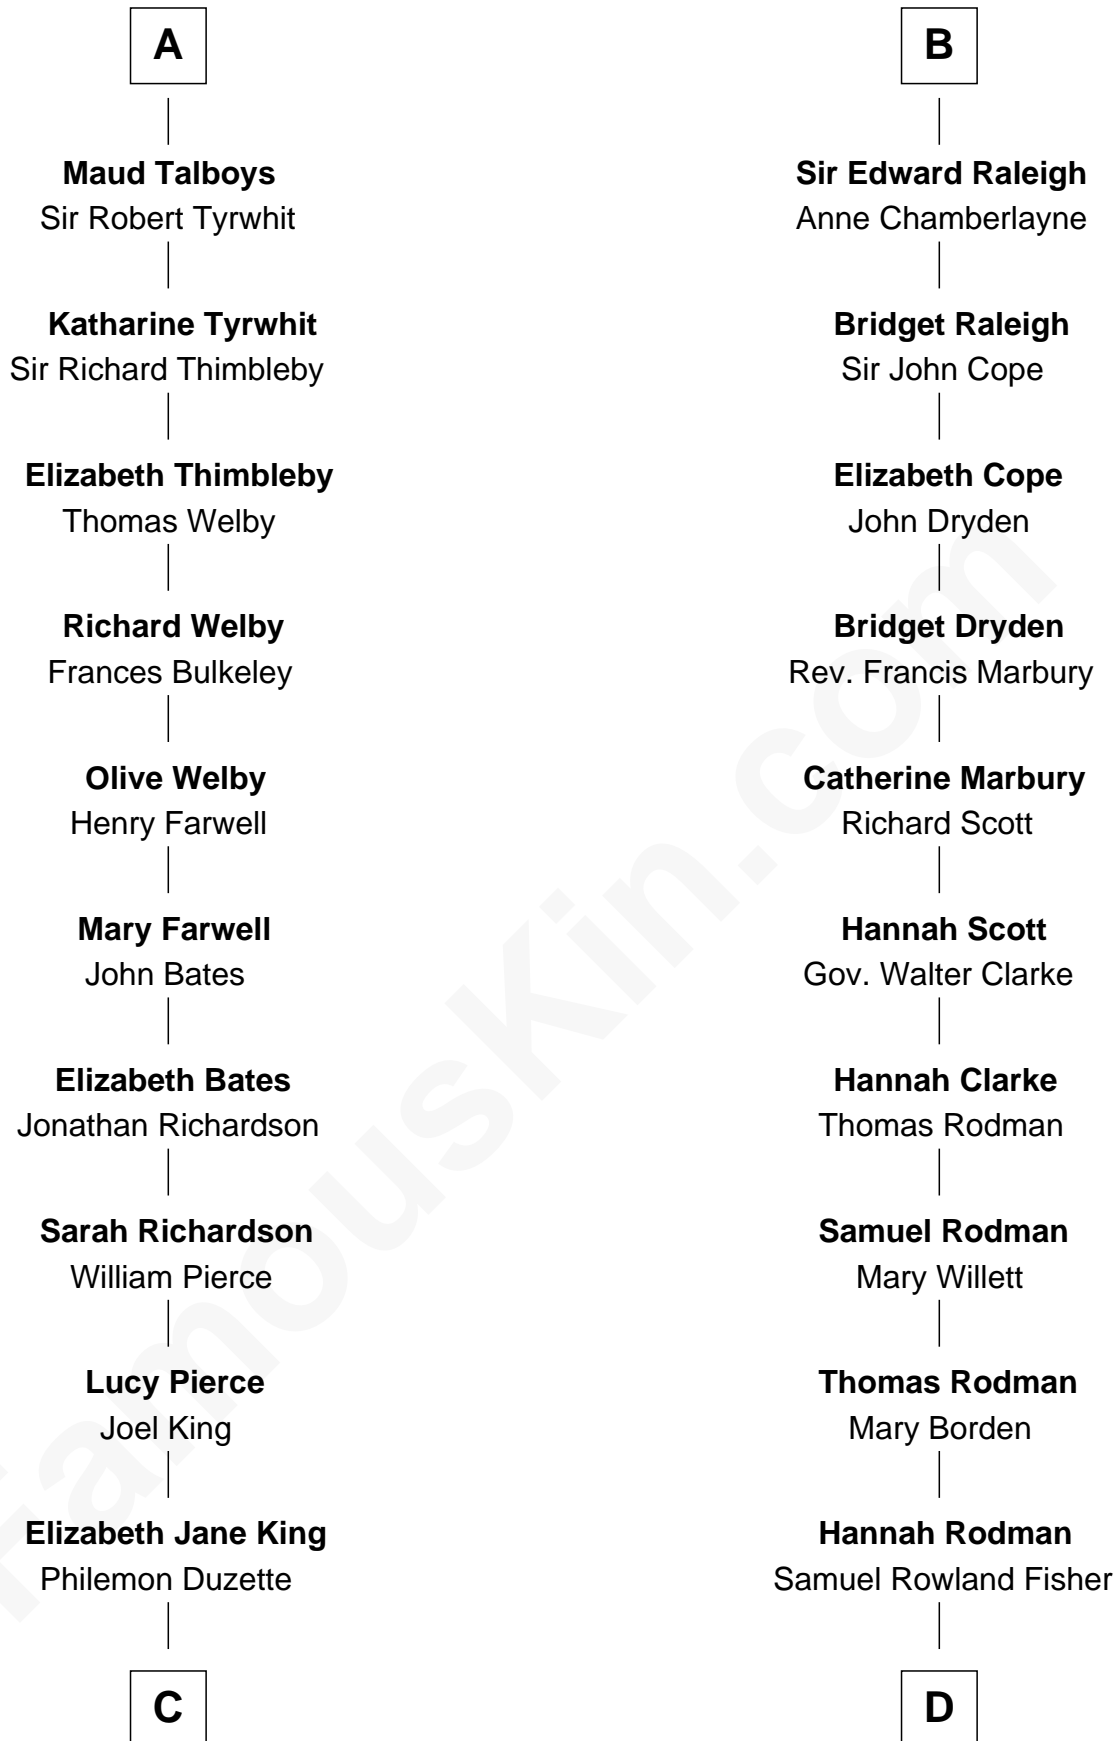 A
Maud Talboys
Sir Robert Tyrwhit
Katharine Tyrwhit
Sir Richard Thimbleby
Elizabeth Thimbleby
Thomas Welby
Richard Welby
Frances Bulkeley
Olive Welby
Henry Farwell
Mary Farwell
John Bates
Elizabeth Bates
Jonathan Richardson
Sarah Richardson
William Pierce
Lucy Pierce
Joel King
Elizabeth Jane King
Philemon Duzette
C
B
Sir Edward Raleigh
Anne Chamberlayne
Bridget Raleigh
Sir John Cope
Elizabeth Cope
John Dryden
Bridget Dryden
Rev. Francis Marbury
Catherine Marbury
Richard Scott
Hannah Scott
Gov. Walter Clarke
Hannah Clarke
Thomas Rodman
Samuel Rodman
Mary Willett
Thomas Rodman
Mary Borden
Hannah Rodman
Samuel Rowland Fisher
D
FamousKin.com